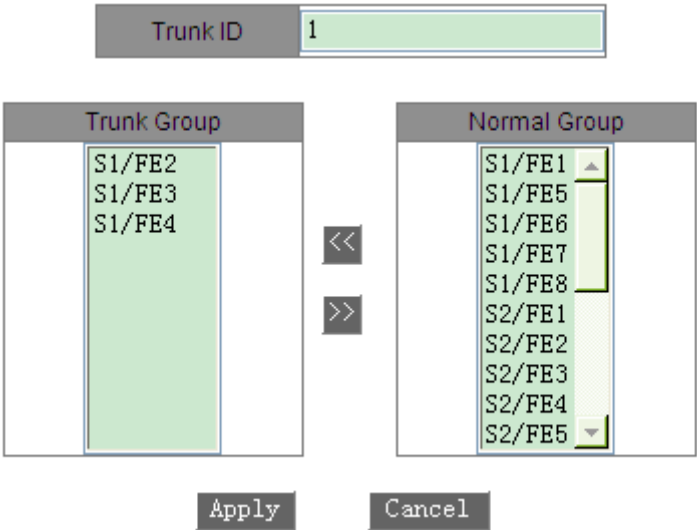 Trunk ID 1
Trunk Group Normal Group
S1/FE2 S1/FE1
S1/FE3 S1/FE5
S1/FE4 S1/FE6
<< S1/FE7
S1/FE8
>> S2/FE1
S2/FE2
S2/FE3
S2/FE4
S2/FE5
Apply Cancel